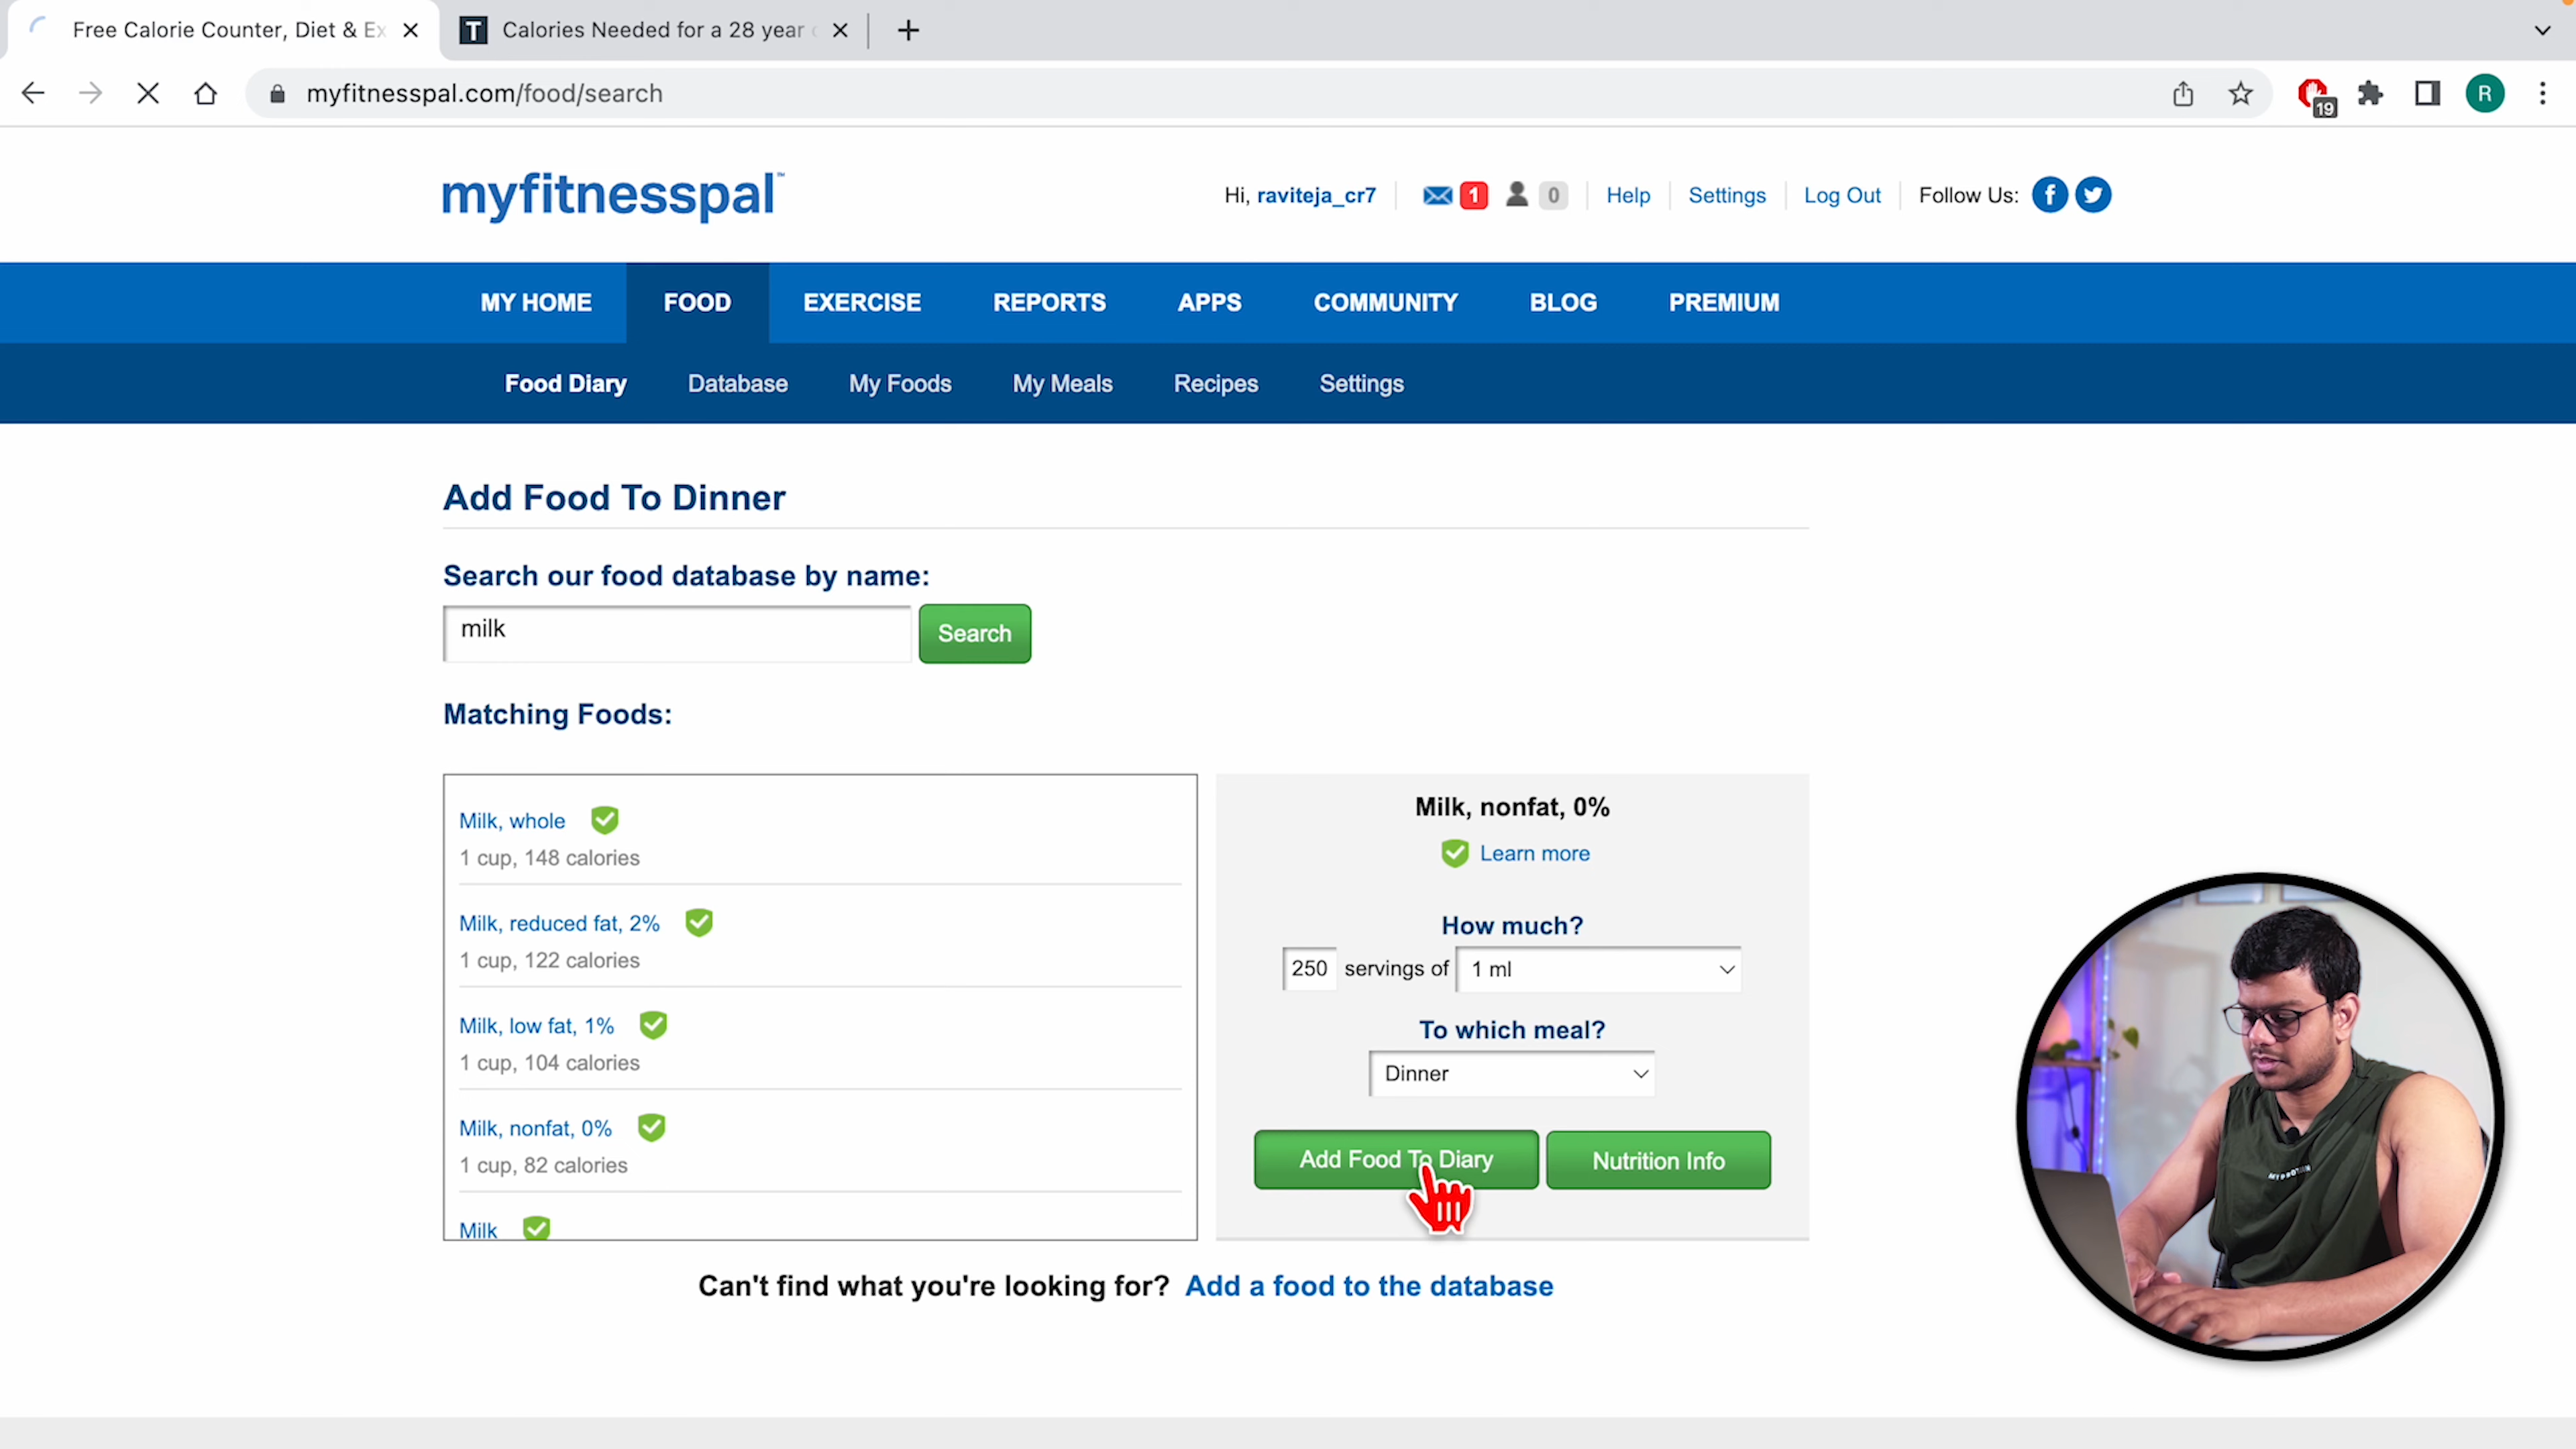 Free Calorie Counter, Diet & Ex
Calories Needed for a 28 year
myfitnesspal.com/food/search
19
R
myfitnesspal™
Hi, raviteja_cr7
1
0
Help
Settings
Log Out
Follow Us:
MY HOME
FOOD
EXERCISE
REPORTS
APPS
COMMUNITY
BLOG
PREMIUM
Food Diary
Database
My Foods
My Meals
Recipes
Settings
Add Food To Dinner
Search our food database by name:
milk
Search
Matching Foods:
Milk, whole
1 cup, 148 calories
Milk, reduced fat, 2%
1 cup, 122 calories
Milk, low fat, 1%
1 cup, 104 calories
Milk, nonfat, 0%
1 cup, 82 calories
Milk
Milk, nonfat, 0%
Learn more
How much?
250 servings of 1 ml
To which meal?
Dinner
Add Food To Diary
Nutrition Info
Can't find what you're looking for? Add a food to the database
MYPROTEIN